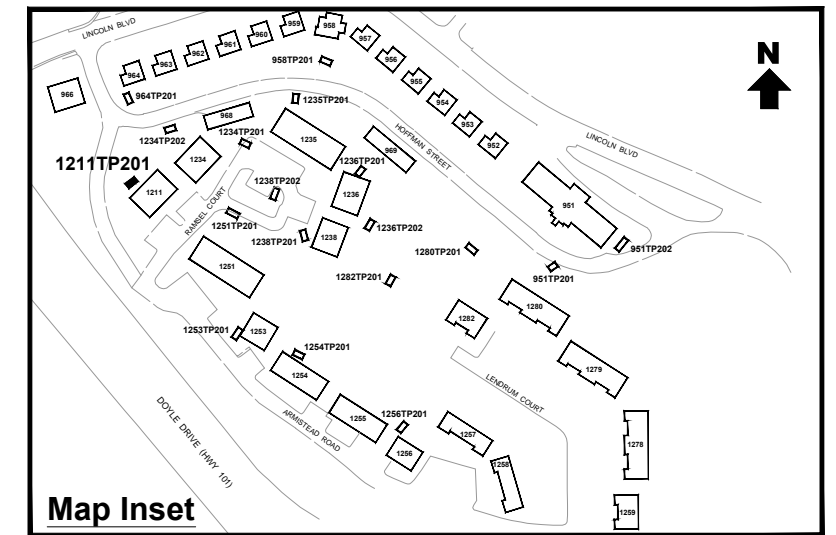 LINCOLN BLVD
959
958
960
961
962
963
964
957
956
955
954
953
952
958TP201
966
964TP201
1235TP201
968
1234TP202
1234TP201
1235
969
HOFFMAN STREET
LINCOLN BLVD
N
1211TP201
1234
1236TP201
1211
1238TP202
1236
RAMSEL COURT
951
1251TP201
1236TP202
1238TP201
1238
951TP202
1280TP201
1251
1282TP201
951TP201
1280
1282
1253TP201
1253
1254TP201
1279
1254
LENDRUM COURT
1255
1256TP201
DOYLE DRIVE (HWY 101)
ARMISTEAD ROAD
1257
1278
1256
1258
1259
Map Inset